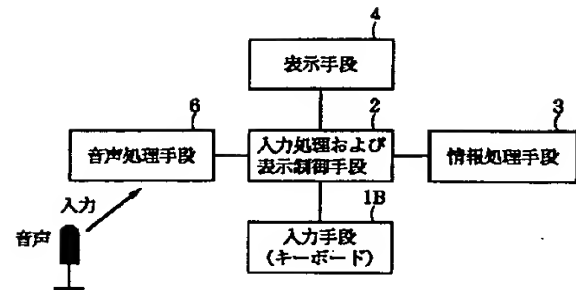 4
表示手段
6
2
3
音声処理手段
入力処理および
表示制御手段
情報処理手段
入力
音声
1B
入力手段
(キーボード)